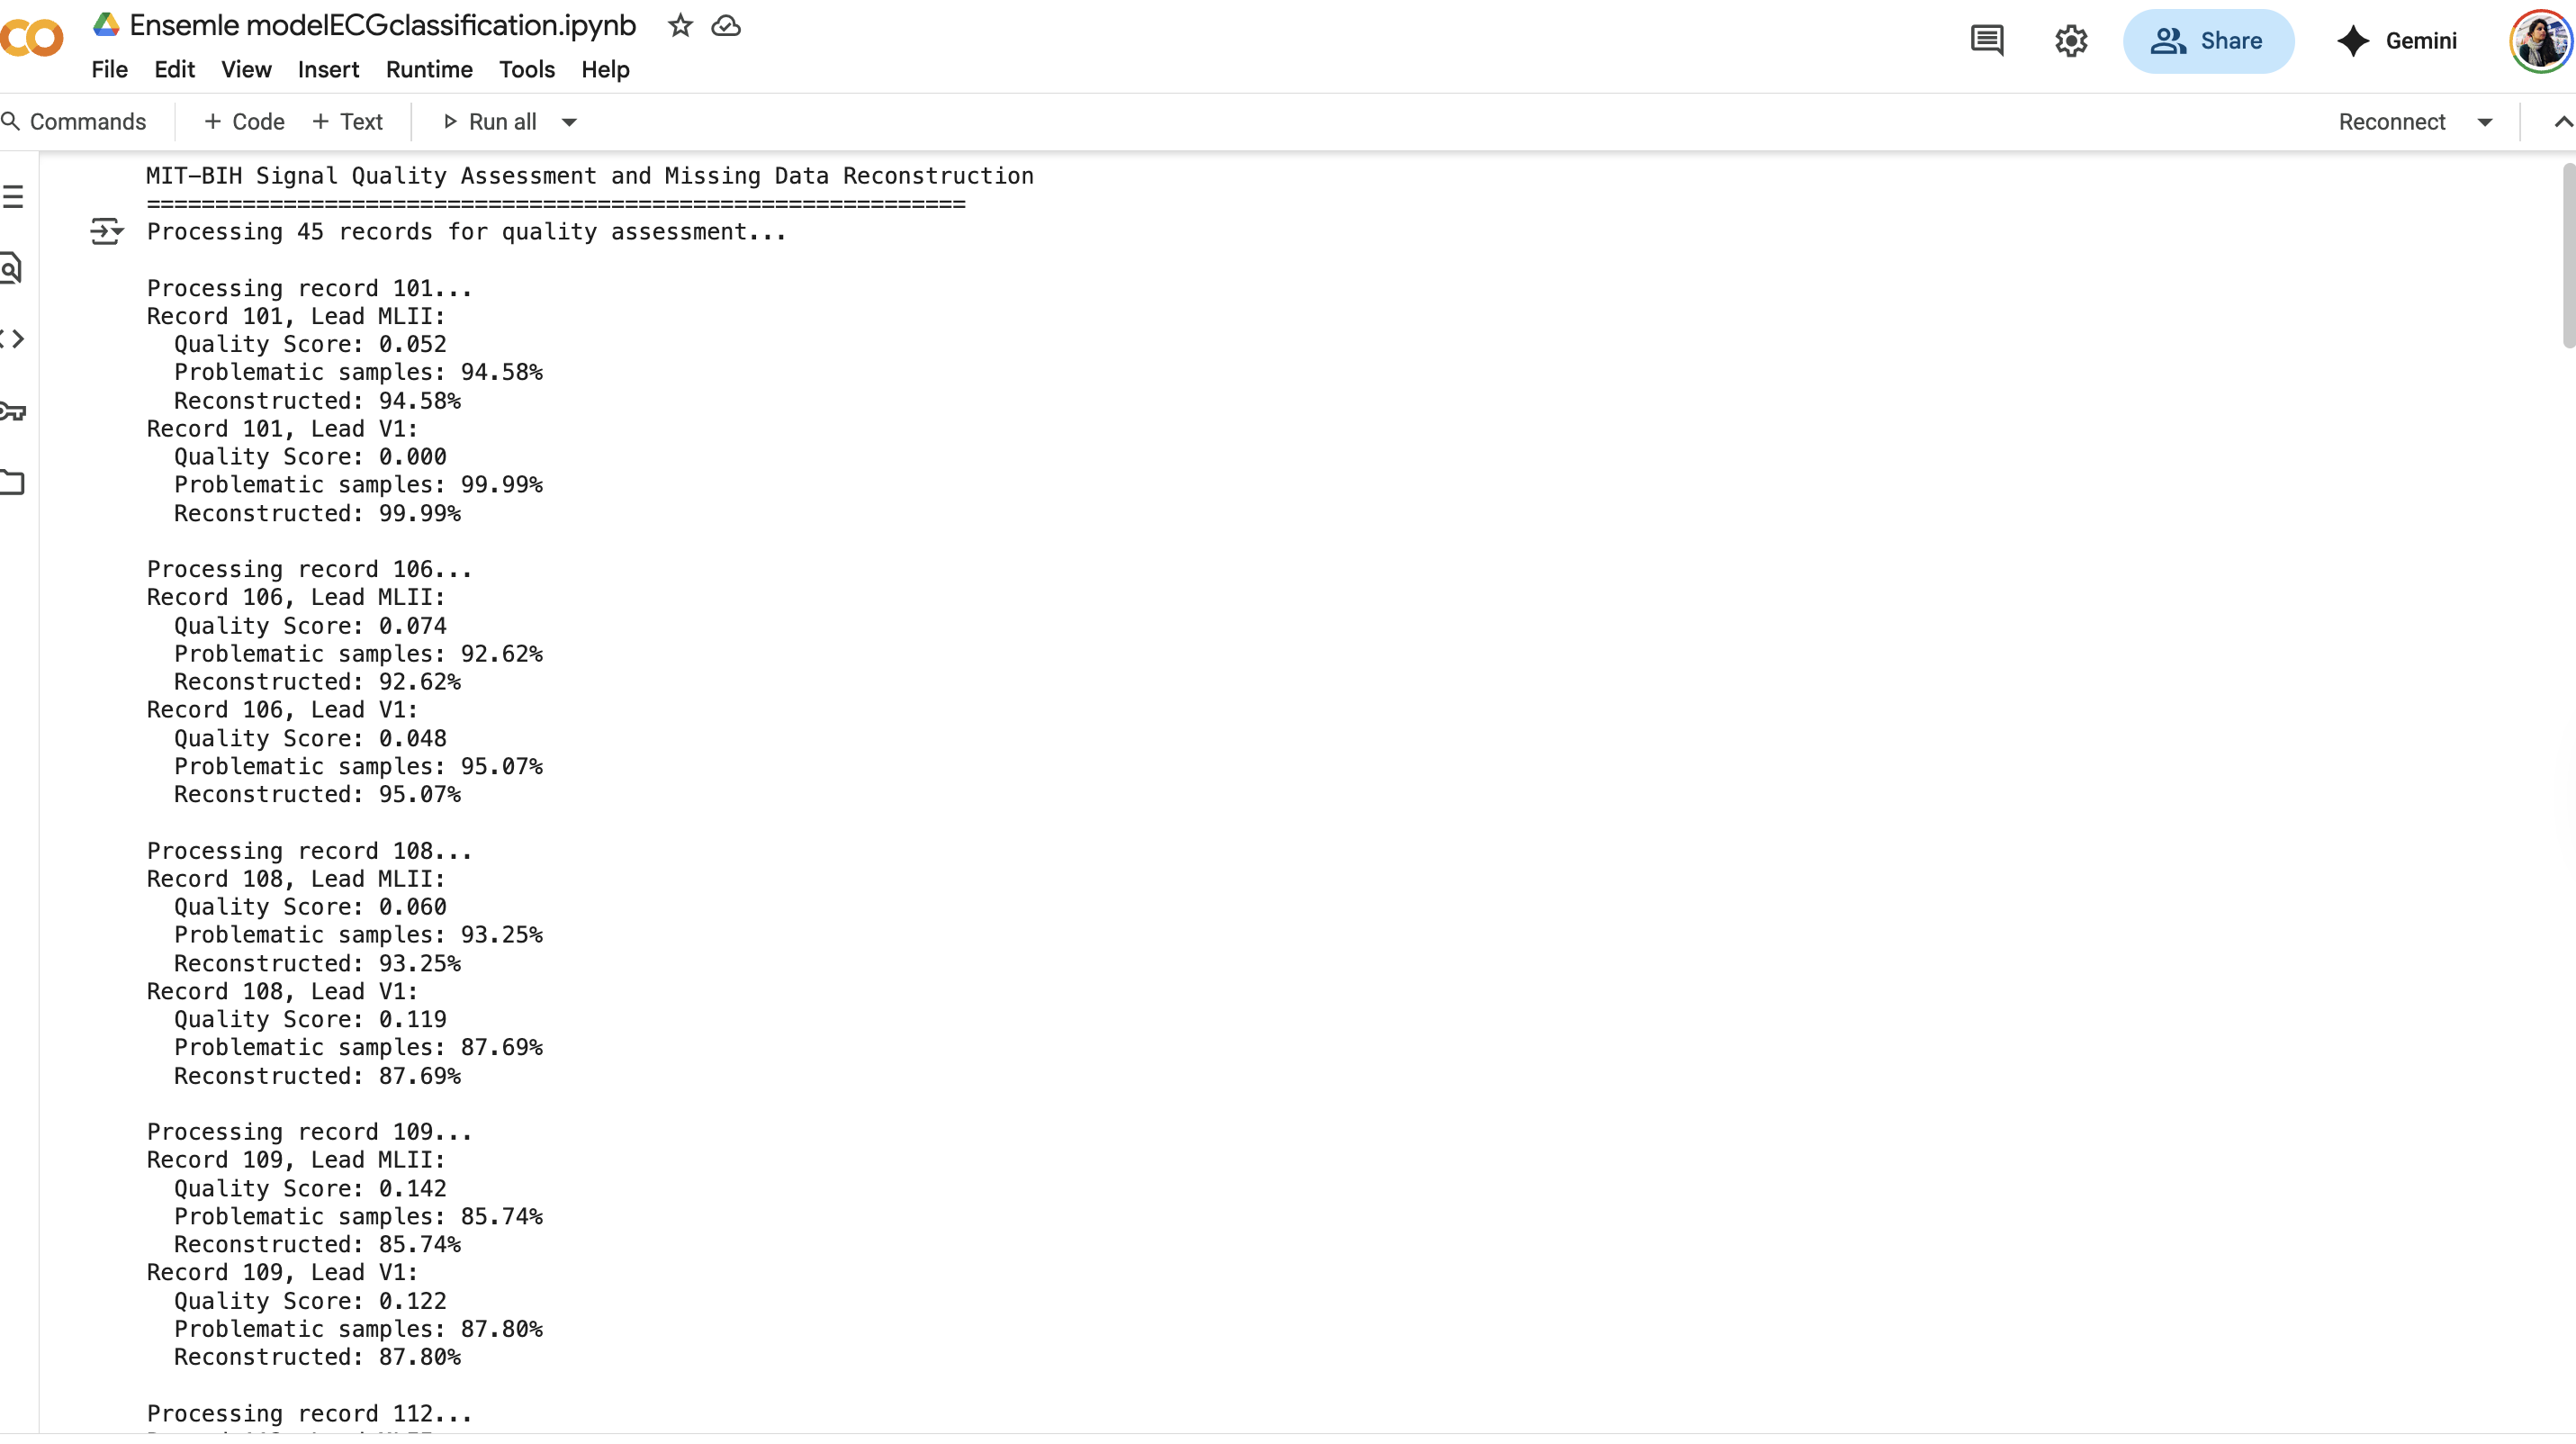 Ensemle modelECGclassification.ipynb
File Edit View Insert Runtime Tools Help
Share
Gemini
Commands + Code + Text Run all
Reconnect
MIT-BIH Signal Quality Assessment and Missing Data Reconstruction
============================================================
Processing 45 records for quality assessment...
Processing record 101...
Record 101, Lead MLII:
Quality Score: 0.052
Problematic samples: 94.58%
Reconstructed: 94.58%
Record 101, Lead V1:
Quality Score: 0.000
Problematic samples: 99.99%
Reconstructed: 99.99%
Processing record 106...
Record 106, Lead MLII:
Quality Score: 0.074
Problematic samples: 92.62%
Reconstructed: 92.62%
Record 106, Lead V1:
Quality Score: 0.048
Problematic samples: 95.07%
Reconstructed: 95.07%
Processing record 108...
Record 108, Lead MLII:
Quality Score: 0.060
Problematic samples: 93.25%
Reconstructed: 93.25%
Record 108, Lead V1:
Quality Score: 0.119
Problematic samples: 87.69%
Reconstructed: 87.69%
Processing record 109...
Record 109, Lead MLII:
Quality Score: 0.142
Problematic samples: 85.74%
Reconstructed: 85.74%
Record 109, Lead V1:
Quality Score: 0.122
Problematic samples: 87.80%
Reconstructed: 87.80%
Processing record 112...